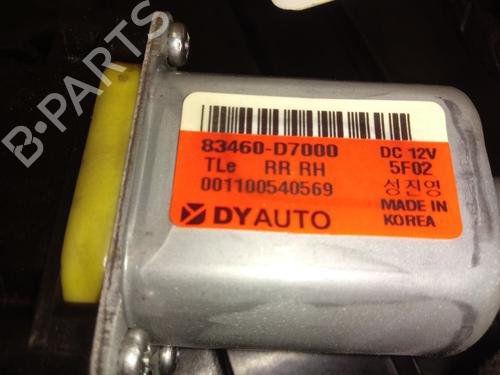 B-PARTS
83460-D7000 DC 12V
TLe RR RH 5F02
001100540569 성진영
DYAUTO MADE IN
KOREA